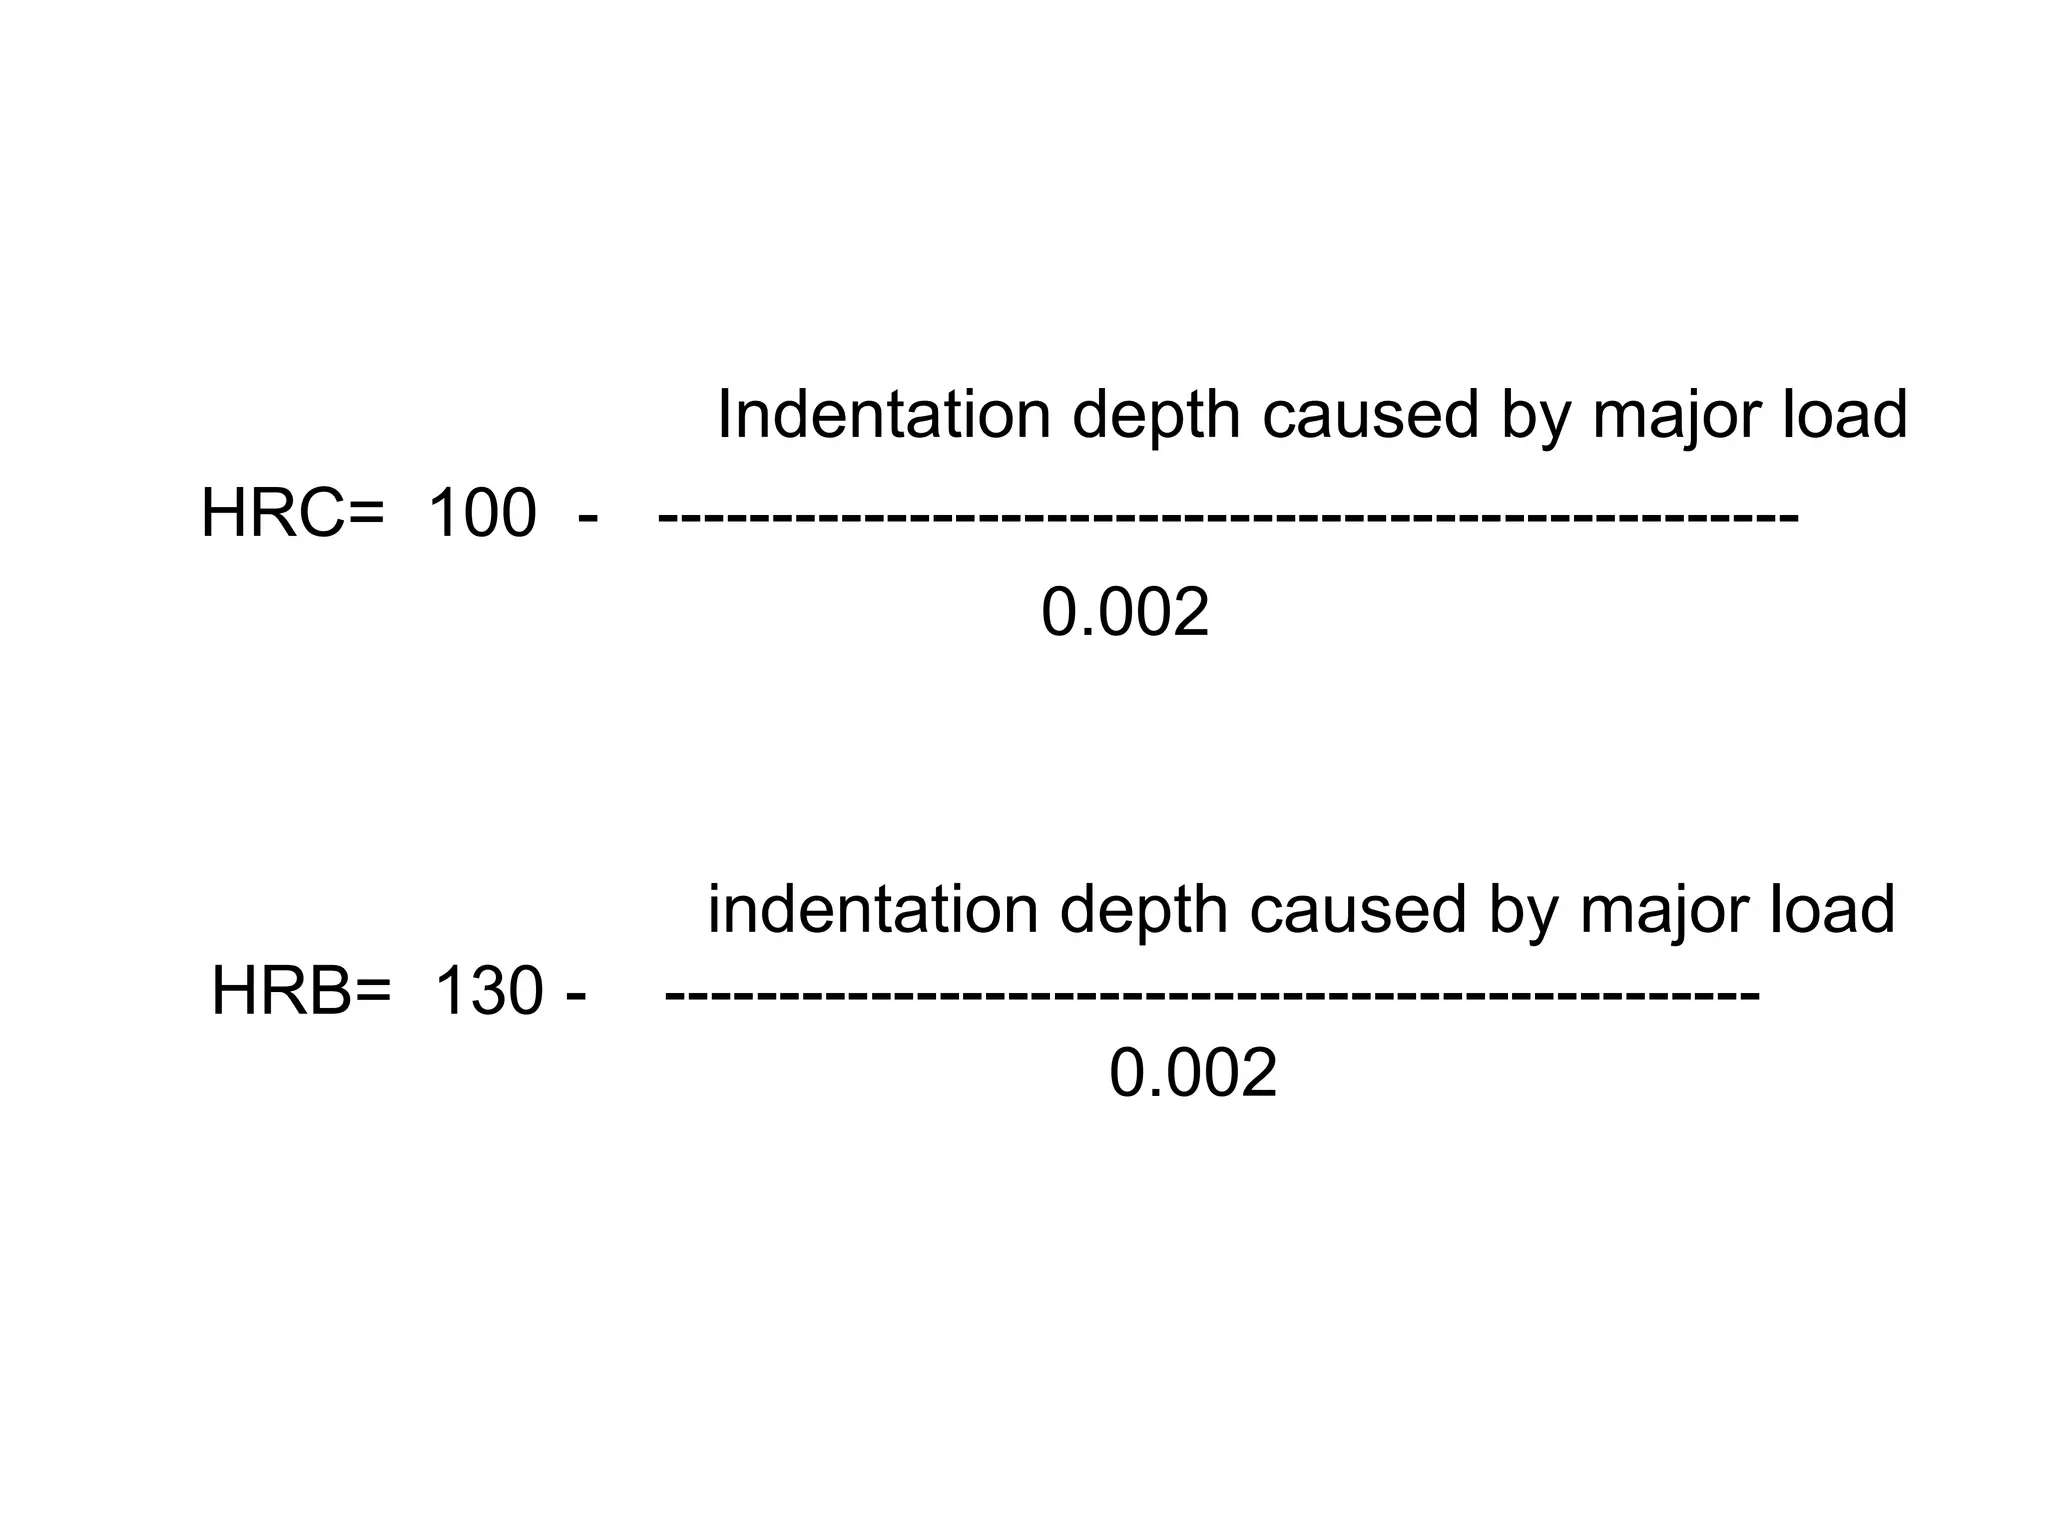 Indentation depth caused by major load
HRC= 100 - --------------------------------------------------
0.002
indentation depth caused by major load
HRB= 130 - ------------------------------------------------
0.002